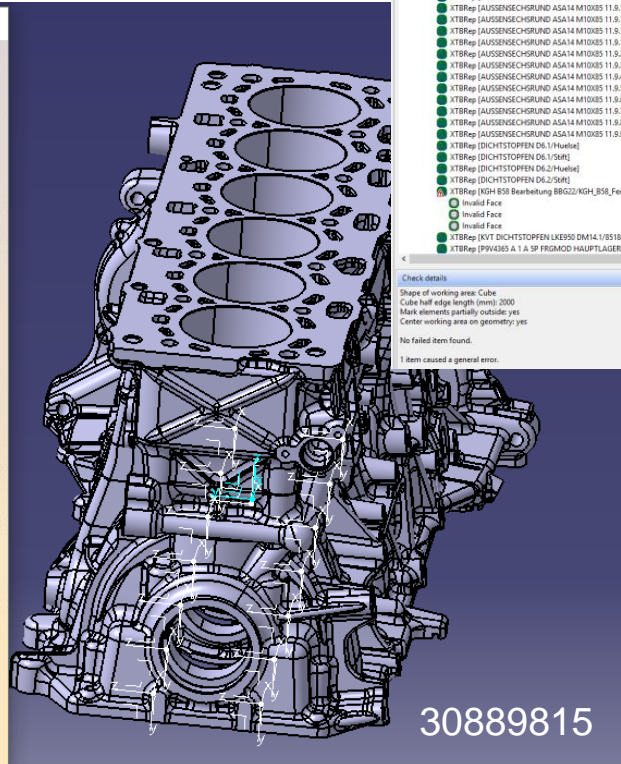 XTBRep [AUSSENSECHSRUND ASA14 M10X85 11.9.
XTBRep [AUSSENSECHSRUND ASA14 M10X85 11.9.
XTBRep [AUSSENSECHSRUND ASA14 M10X85 11.9.
XTBRep [AUSSENSECHSRUND ASA14 M10X85 11.9.
XTBRep [AUSSENSECHSRUND ASA14 M10X85 11.9.
XTBRep [AUSSENSECHSRUND ASA14 M10X85 11.9.
XTBRep [AUSSENSECHSRUND ASA14 M10X85 11.9.
XTBRep [AUSSENSECHSRUND ASA14 M10X85 11.9.
XTBRep [AUSSENSECHSRUND ASA14 M10X85 11.9.
XTBRep [AUSSENSECHSRUND ASA14 M10X85 11.9.
XTBRep [AUSSENSECHSRUND ASA14 M10X85 11.9.
XTBRep [AUSSENSECHSRUND ASA14 M10X85 11.9.
XTBRep [DICHTSTOPFEN D6.1/Huelse]
XTBRep [DICHTSTOPFEN D6.1/Stift]
XTBRep [DICHTSTOPFEN D6.2/Huelse]
XTBRep [DICHTSTOPFEN D6.2/Stift]
XTBRep [KGH B58 Bearbeitung BBG22/KGH_B58_Fer
Invalid Face
Invalid Face
Invalid Face
XTBRep [KVT DICHTSTOPFEN LKE950 DM14.1/8518
XTBRep [P9V4365 A 1 A SP FRGMOD HAUPTLAGER
Check details
Shape of working area: Cube
Cube half edge length (mm): 2000
Mark elements partially outside: yes
Center working area on geometry: yes
No failed item found.
1 item caused a general error.
30889815